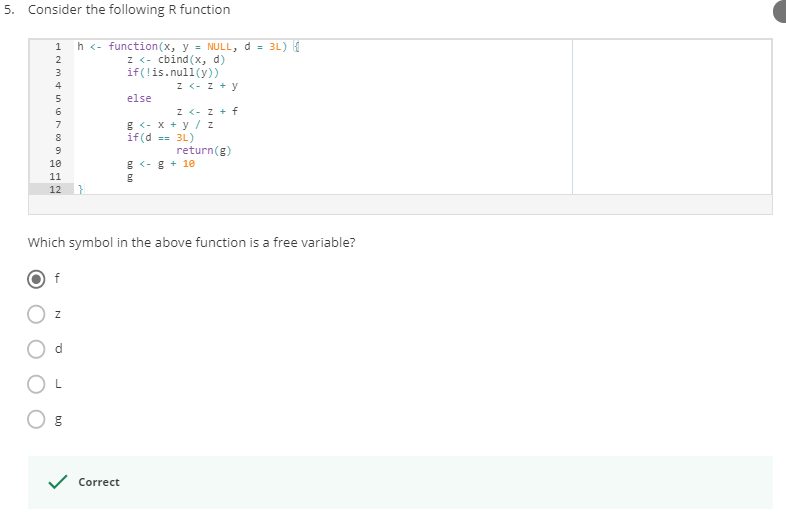 5. Consider the following R function
1 h <- function(x, y = NULL, d = 3L) {
2 z <- cbind(x, d)
3 if(!is.null(y))
4 z <- z + y
5 else
6 z <- z + f
7 g <- x + y / z
8 if(d == 3L)
9 return(g)
10 g <- g + 10
11 g
12 }
Which symbol in the above function is a free variable?
f
z
d
L
g
Correct